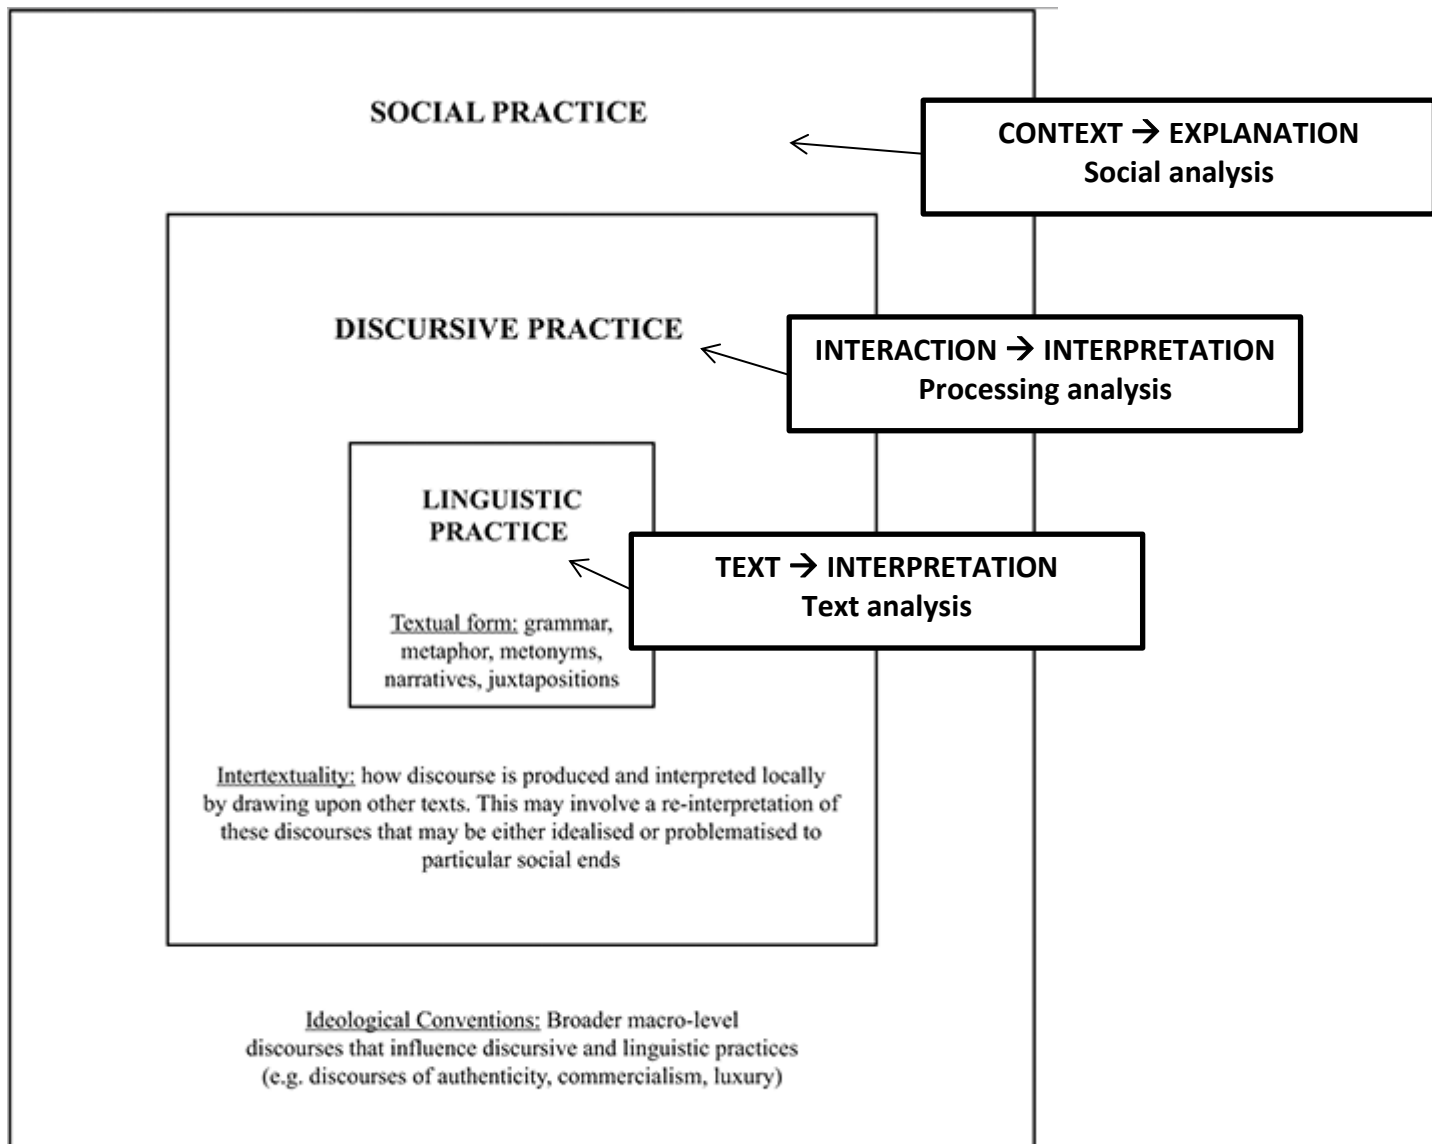 SOCIAL PRACTICE
CONTEXT → EXPLANATION
Social analysis
DISCURSIVE PRACTICE
INTERACTION → INTERPRETATION
Processing analysis
LINGUISTIC
PRACTICE
TEXT → INTERPRETATION
Text analysis
Textual form: grammar,
metaphor, metonyms,
narratives, juxtapositions
Intertextuality: how discourse is produced and interpreted locally
by drawing upon other texts. This may involve a re-interpretation of
these discourses that may be either idealised or problematised to
particular social ends
Ideological Conventions: Broader macro-level
discourses that influence discursive and linguistic practices
(e.g. discourses of authenticity, commercialism, luxury)